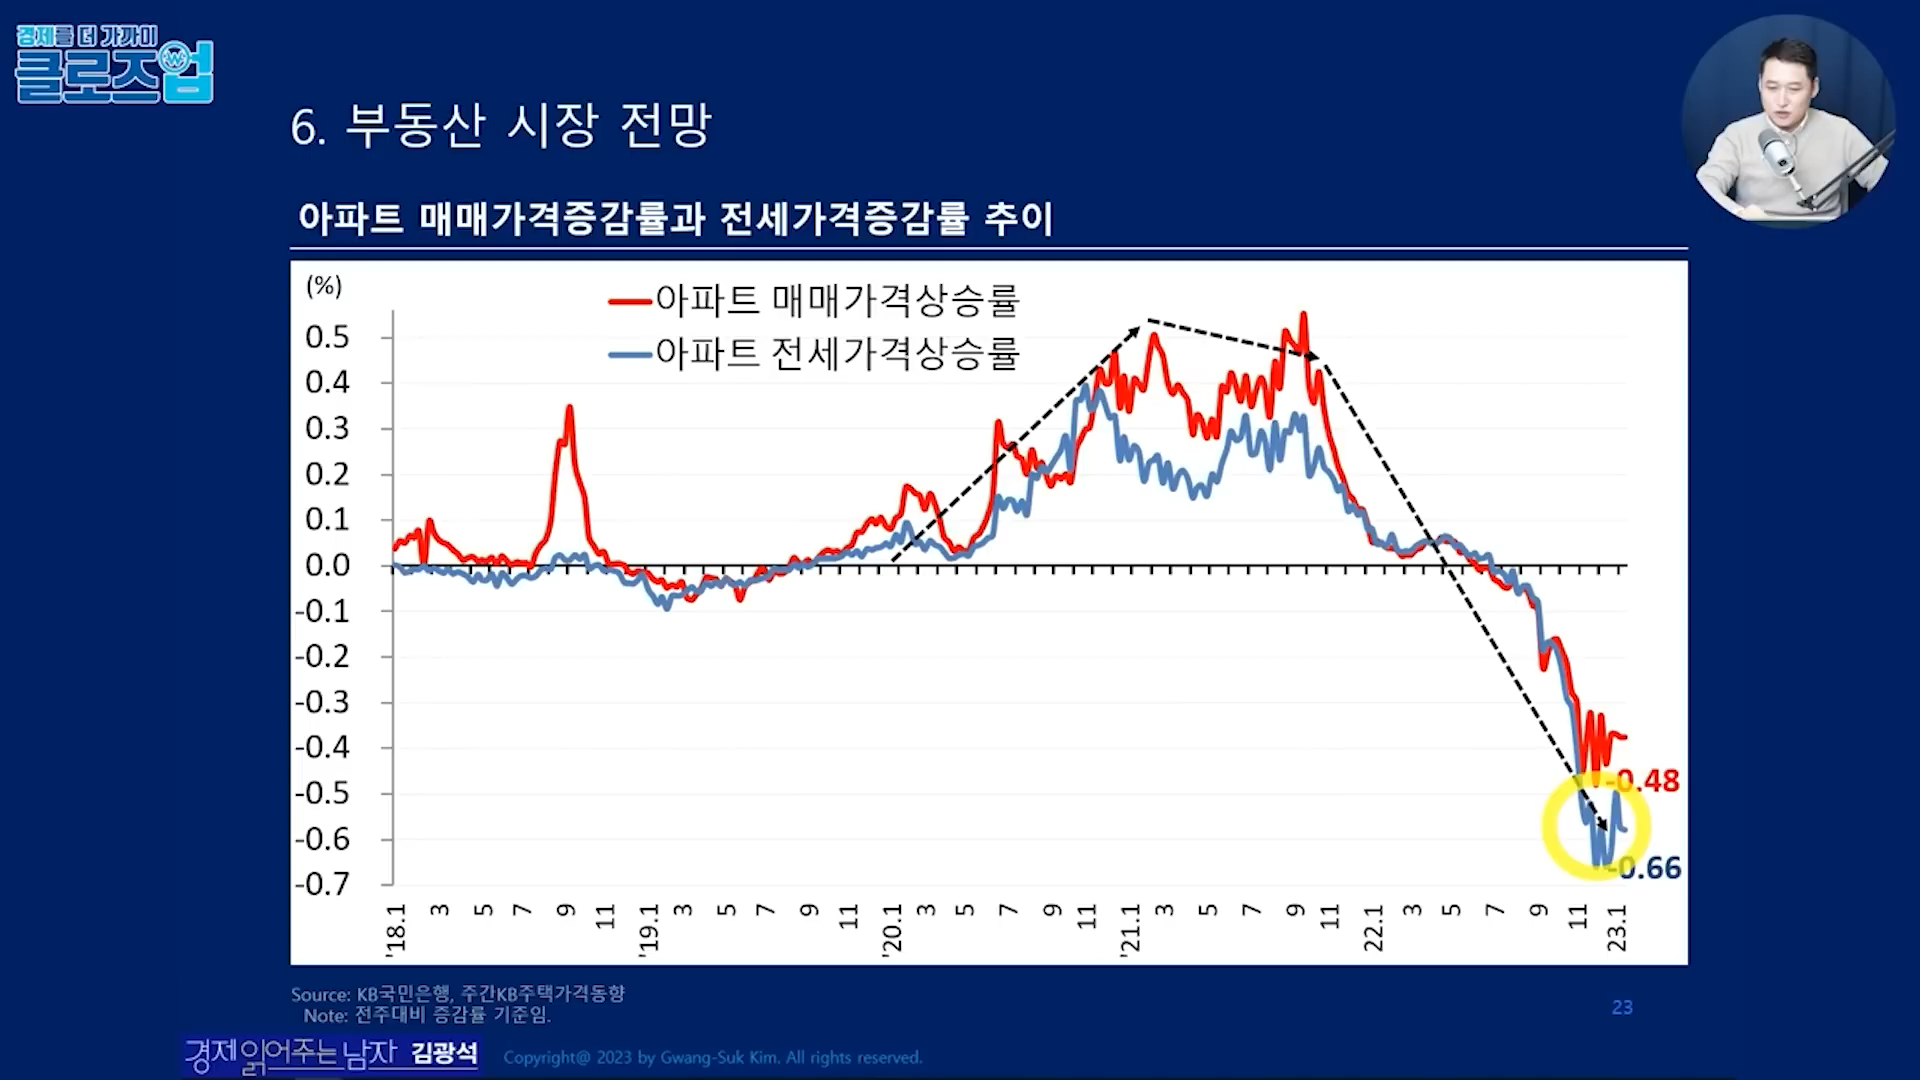 경제를 더 가까이
클로즈업
6. 부동산 시장 전망
아파트 매매가격증감률과 전세가격증감률 추이
(%)
아파트 매매가격상승률
아파트 전세가격상승률
0.5
0.4
0.3
0.2
0.1
0.0
-0.1
-0.2
-0.3
-0.4
-0.5
-0.6
-0.7
-0.48
-0.66
'18.1 3 5 7 9 11 '19.1 3 5 7 9 11 '20.1 3 5 7 9 11 '21.1 3 5 7 9 11 22.1 3 5 7 9 11 23.1
Source: KB국민은행, 주간KB주택가격동향
Note: 전주대비 증감률 기준임.
23
경제 읽어주는 남자 김광석 Copyright@ 2023 by Gwang-Suk Kim. All rights reserved.